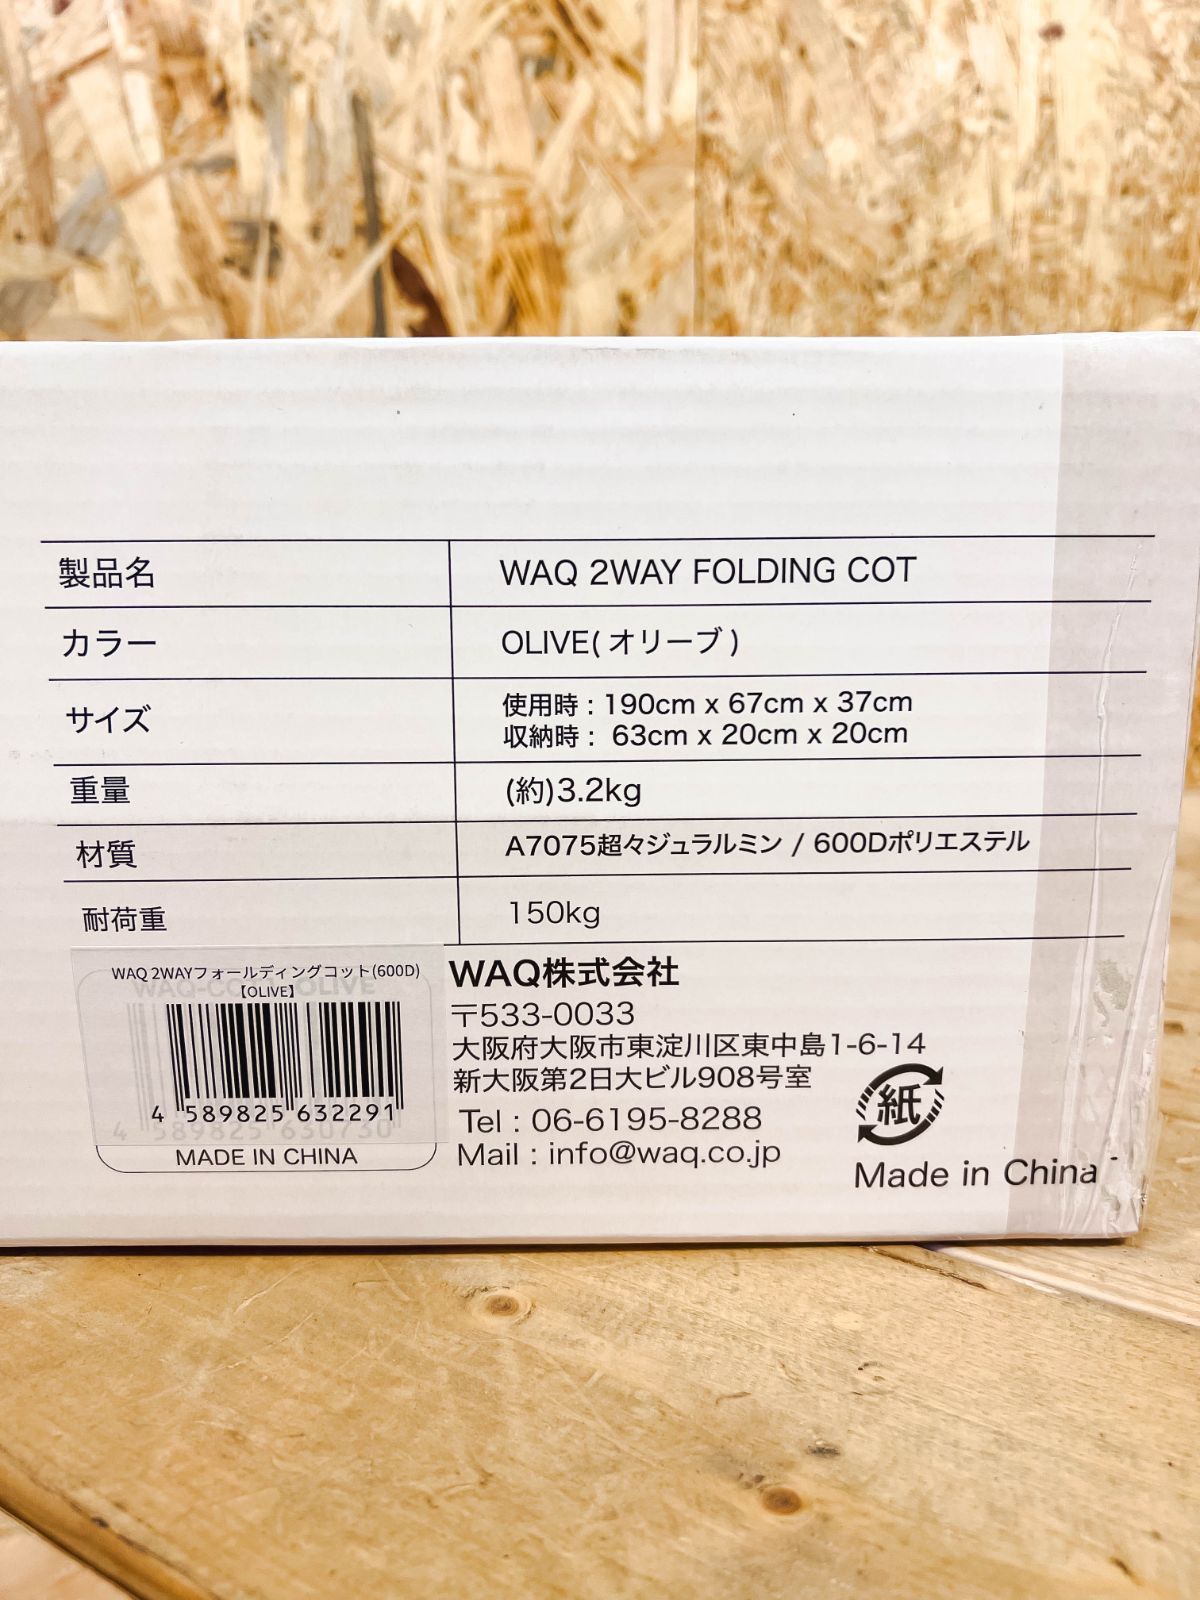 製品名 WAQ 2WAY FOLDING COT
カラー OLIVE(オリーブ)
サイズ 使用時：190cm x 67cm x 37cm
収納時： 63cm x 20cm x 20cm
重量 (約)3.2kg
材質 A7075超々ジュラルミン / 600Dポリエステル
耐荷重 150kg
WAQ 2WAYフォールディングコット(600D)
【OLIVE】
WAQ-CO OLIVE
4 589825 632291
4 589825 630730
MADE IN CHINA
WAQ株式会社
〒533-0033
大阪府大阪市東淀川区東中島1-6-14
新大阪第2日大ビル908号室
Tel : 06-6195-8288
Mail : info@waq.co.jp
紙
Made in China